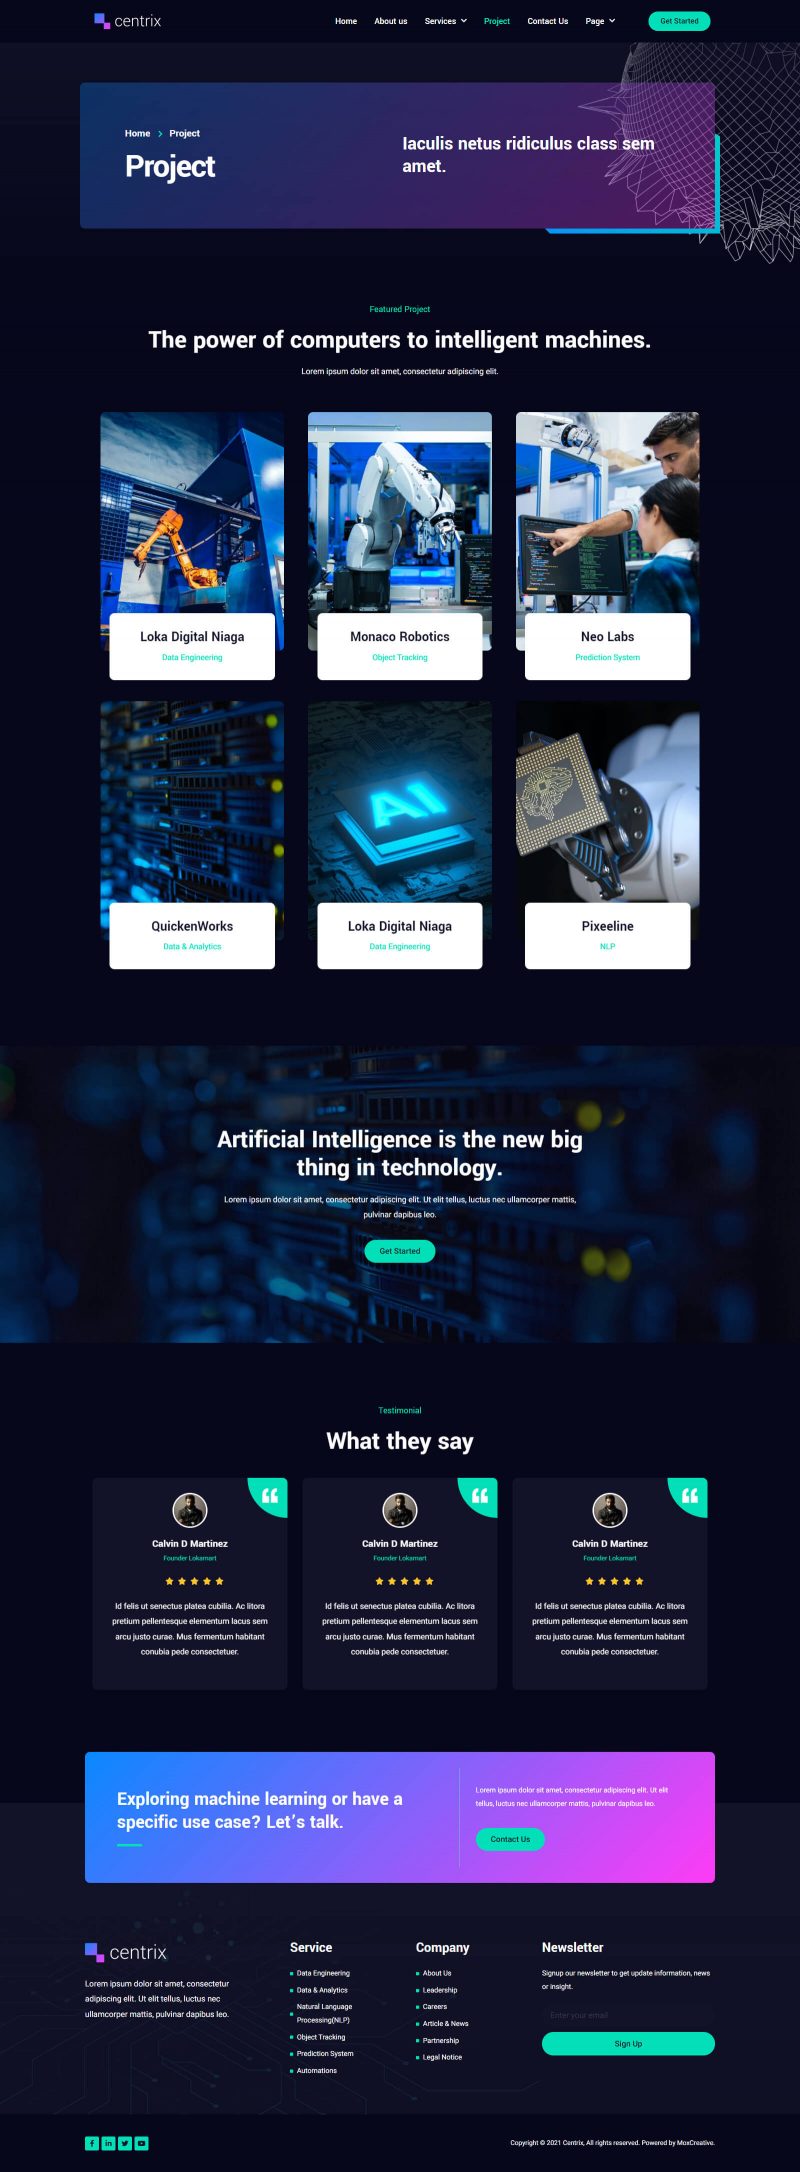 centrix
Home About us Services Project Contact Us Page Get Started
Home Project
Project
Iaculis netus ridiculus class sem
amet.
Featured Project
The power of computers to intelligent machines.
Lorem ipsum dolor sit amet, consectetur adipiscing elit.
Loka Digital Niaga
Data Engineering
Monaco Robotics
Object Tracking
Neo Labs
Prediction System
AI
QuickenWorks
Data & Analytics
Loka Digital Niaga
Data Engineering
Pixeeline
NLP
Artificial Intelligence is the new big
thing in technology.
Lorem ipsum dolor sit amet, consectetur adipiscing elit. Ut elit tellus, luctus nec ullamcorper mattis,
pulvinar dapibus leo.
Get Started
Testimonial
What they say
Calvin D Martinez
Founder Lokamart
Id felis ut senectus platea cubilia. Ac litora
pretium pellentesque elementum lacus sem
arcu justo curae. Mus fermentum habitant
conubia pede consectetuer.
Calvin D Martinez
Founder Lokamart
Id felis ut senectus platea cubilia. Ac litora
pretium pellentesque elementum lacus sem
arcu justo curae. Mus fermentum habitant
conubia pede consectetuer.
Calvin D Martinez
Founder Lokamart
Id felis ut senectus platea cubilia. Ac litora
pretium pellentesque elementum lacus sem
arcu justo curae. Mus fermentum habitant
conubia pede consectetuer.
Exploring machine learning or have a
specific use case? Let's talk.
Lorem ipsum dolor sit amet, consectetur adipiscing elit. Ut elit
tellus, luctus nec ullamcorper mattis, pulvinar dapibus leo.
Contact Us
centrix
Lorem ipsum dolor sit amet, consectetur
adipiscing elit. Ut elit tellus, luctus nec
ullamcorper mattis, pulvinar dapibus leo.
Service
Data Engineering
Data & Analytics
Natural Language
Processing(NLP)
Object Tracking
Prediction System
Automations
Company
About Us
Leadership
Careers
Article & News
Partnership
Legal Notice
Newsletter
Signup our newsletter to get update information, news
or insight.
Enter your email
Sign Up
Copyright © 2021 Centrix, All rights reserved. Powered by MoxCreative.